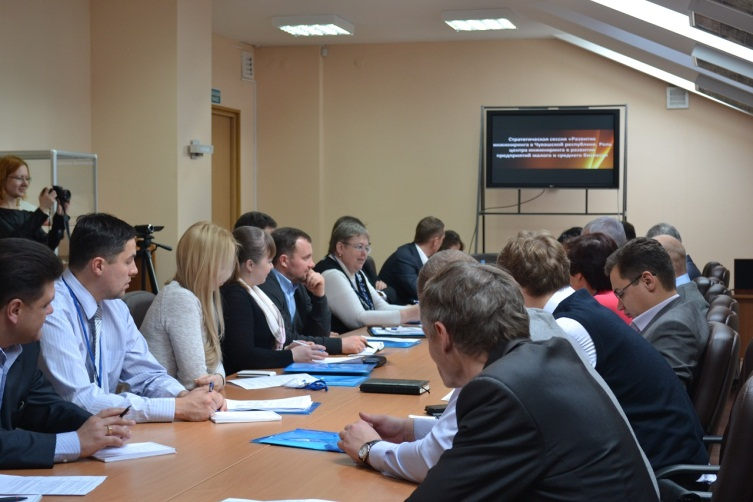 Стратегическая сессия «Развитие
инжиниринга в Чувашской республике. Роль
центра инжиниринга в развитии
предприятий малого и среднего бизнеса»